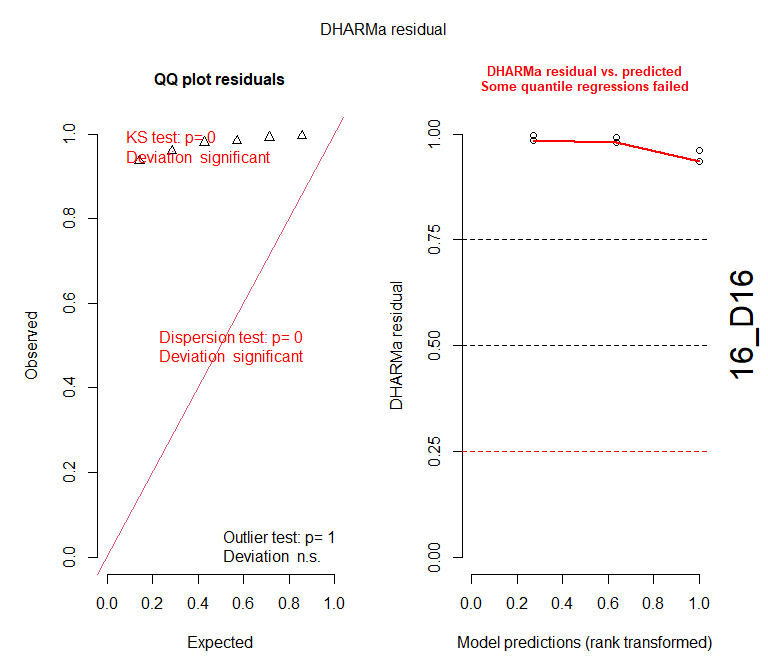 DHARMa residual
QQ plot residuals
KS test: p= 0
Deviation significant
Dispersion test: p= 0
Deviation significant
Outlier test: p= 1
Deviation n.s.
Observed
1.0
0.8
0.6
0.4
0.2
0.0
0.0 0.2 0.4 0.6 0.8 1.0
Expected
DHARMa residual vs. predicted
Some quantile regressions failed
DHARMa residual
1.00
0.75
0.50
0.25
0.00
0.0 0.2 0.4 0.6 0.8 1.0
Model predictions (rank transformed)
16_D16